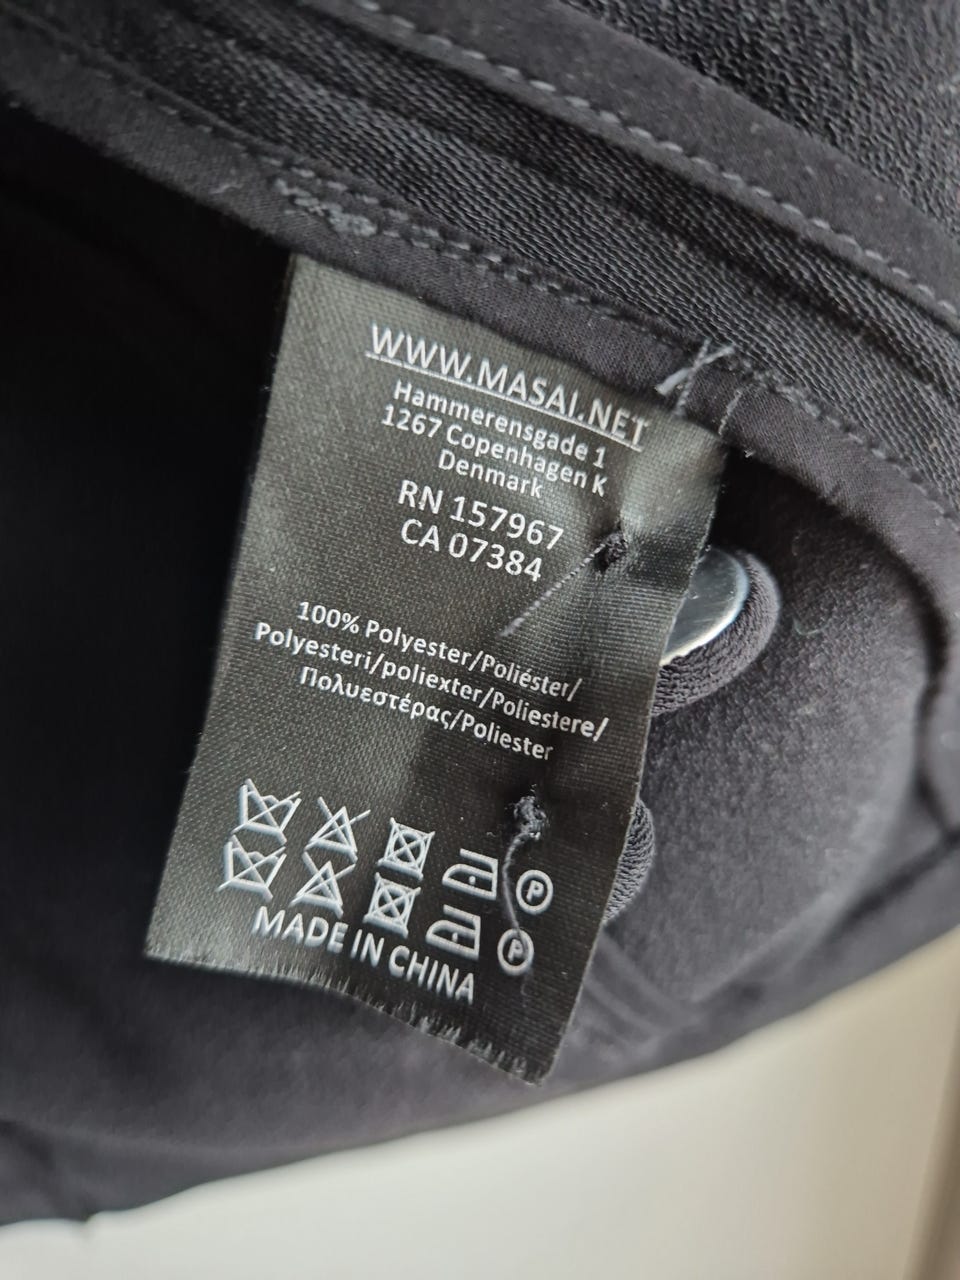 WWW.MASAI.NET
Hammerensgade 1
1267 Copenhagen K
Denmark
RN 157967
CA 07384
100% Polyester/Poliéster/
Polyesteri/poliexter/Poliestere/
Πολυεστέρας/Poliester
P
P
MADE IN CHINA